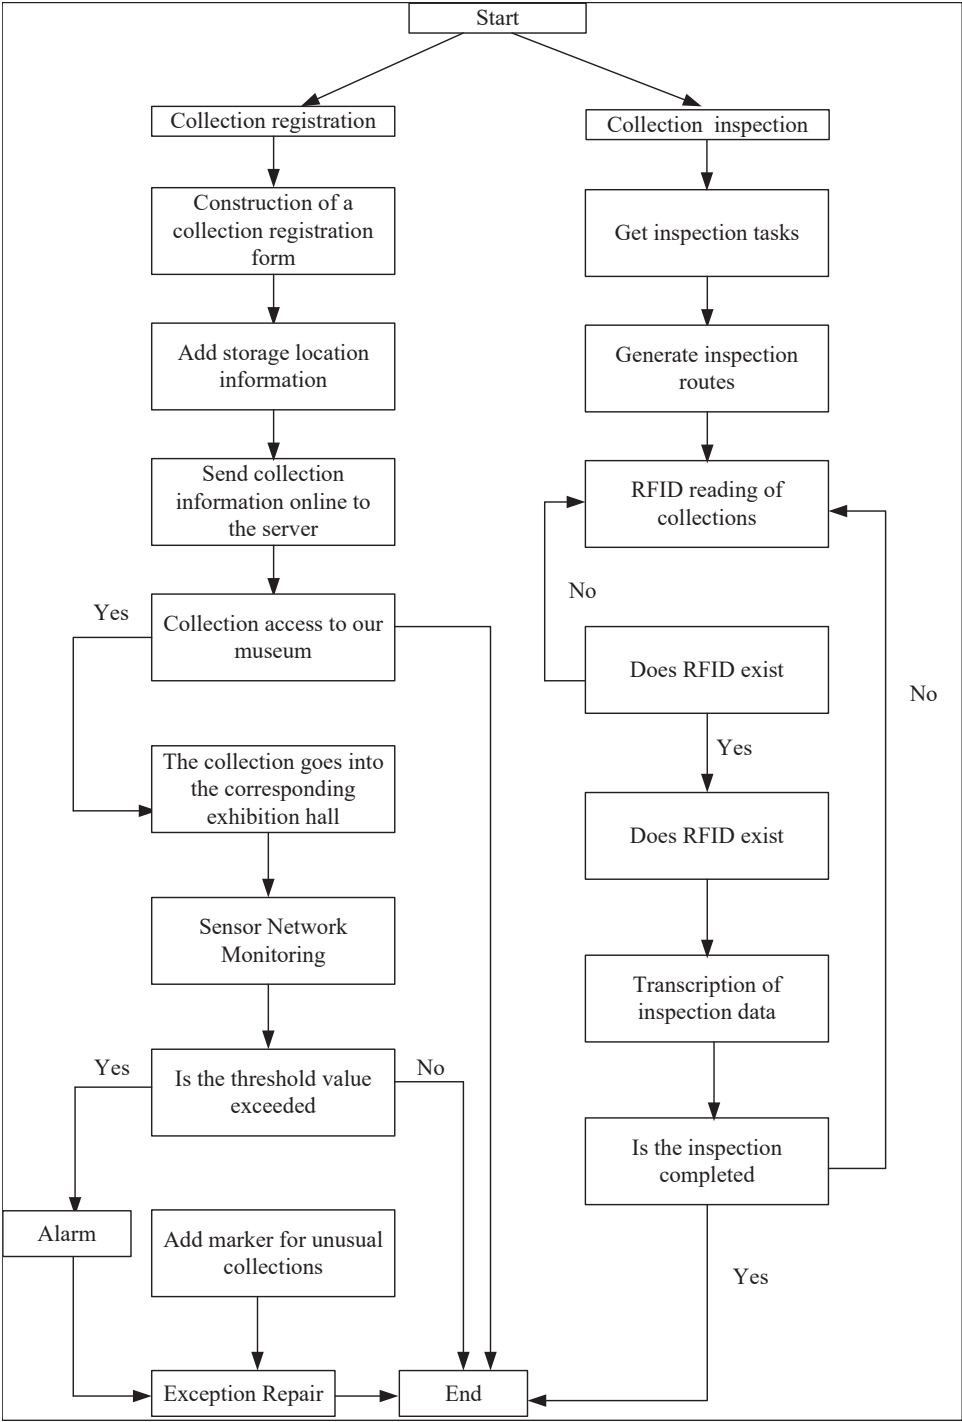 Start
Collection registration
Construction of a
collection registration
form
Add storage location
information
Send collection
information online to
the server
Yes
Collection access to our
museum
The collection goes into
the corresponding
exhibition hall
Sensor Network
Monitoring
Yes
Is the threshold value
exceeded
No
Alarm
Add marker for unusual
collections
Exception Repair
End
Collection  inspection
Get inspection tasks
Generate inspection
routes
RFID reading of
collections
No
Does RFID exist
No
Yes
Does RFID exist
Transcription of
inspection data
Is the inspection
completed
Yes